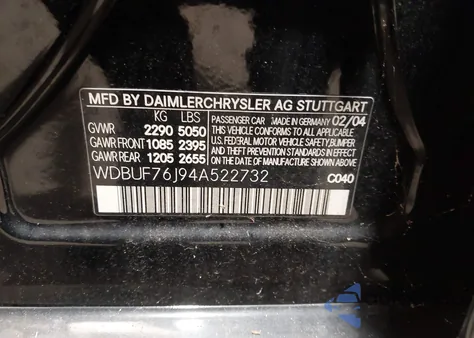 MFD BY DAIMLERCHRYSLER AG STUTTGART
KG LBS PASSENGER CAR MADE IN GERMANY 02/04
GVWR 2290 5050 THIS VEHICLE CONFORMS TO ALL APPLICABLE
GAWR FRONT 1085 2395 U.S. FEDERAL MOTOR VEHICLE SAFETY, BUMPER
GAWR REAR 1205 2655 AND THEFT PREVENTION STANDARDS IN EFFECT ON THE DATE OF MANUFACTURE SHOWN ABOVE.
WDBUF76J94A522732 C040